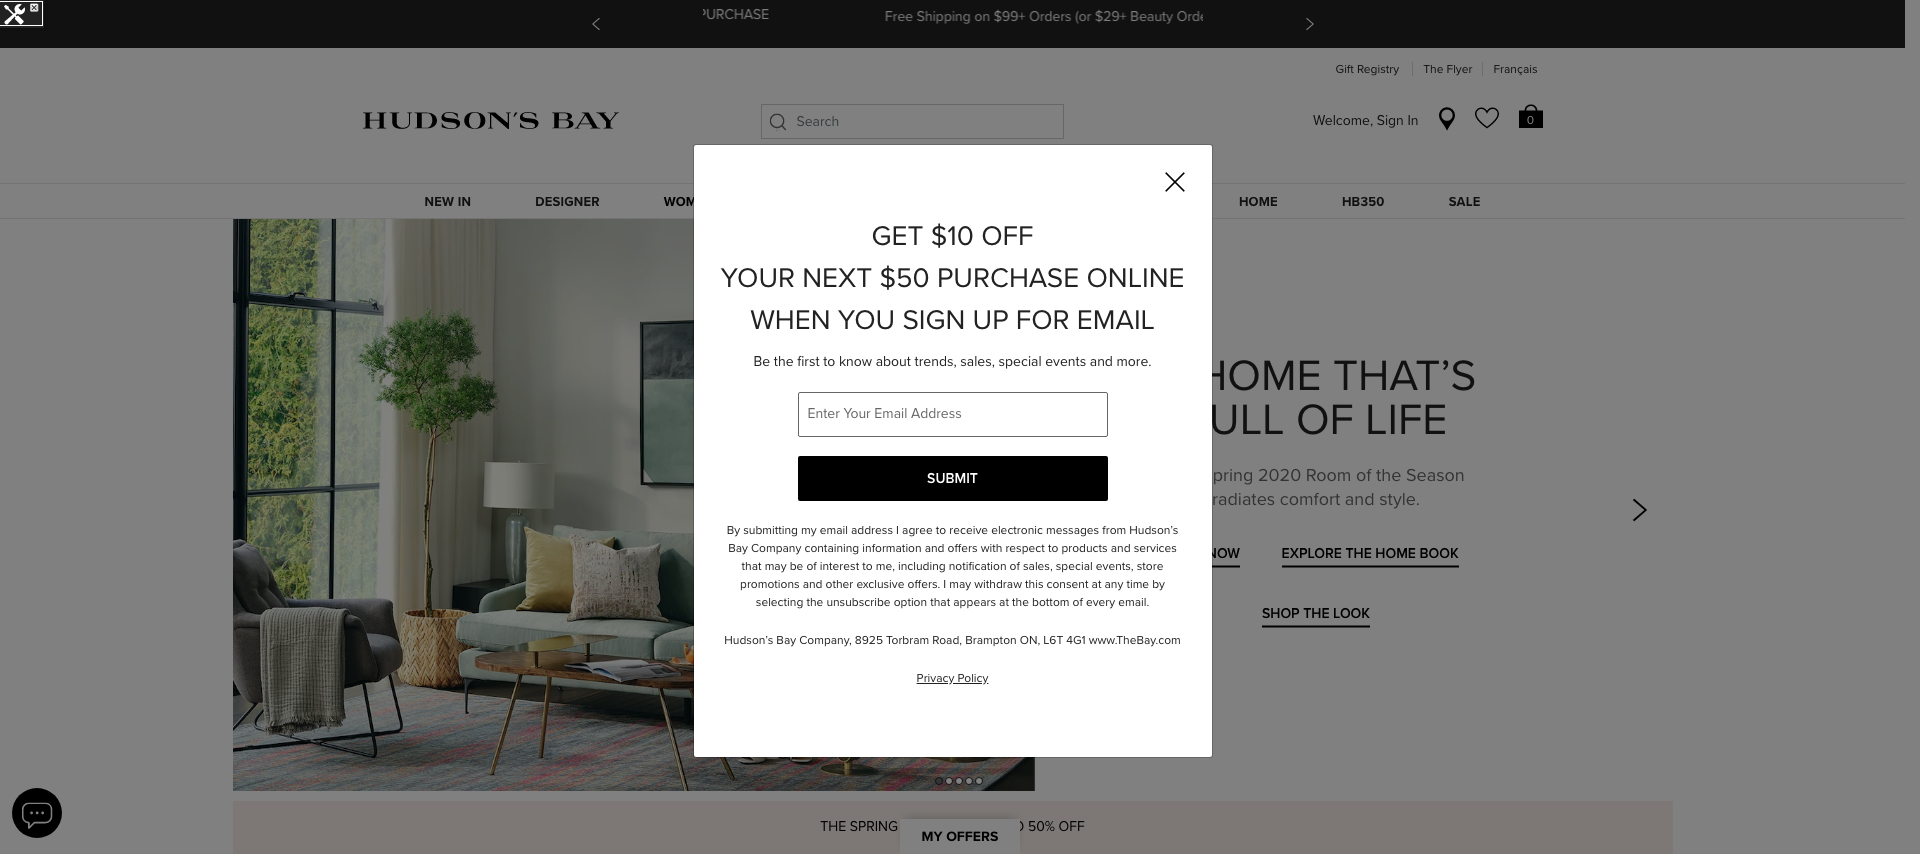 PURCHASE
Free Shipping on $99+ Orders (or $29+ Beauty
Gift Registry
The Flyer
Français
HUDSON'S BAY
Search
Welcome, Sign In
0
NEW IN
DESIGNER
HOME
HB350
SALE
GET $10 OFF
YOUR NEXT $50 PURCHASE ONLINE
WHEN YOU SIGN UP FOR EMAIL
Be the first to know about trends, sales, special events and more.
Enter Your Email Address
SUBMIT
By submitting my email address I agree to receive electronic messages from Hudson's
Bay Company containing information and offers with respect to products and services
that may be of interest to me, including notification of sales, special events, store
promotions and other exclusive offers. I may withdraw this consent at any time by
selecting the unsubscribe option that appears at the bottom of every email.
Hudson's Bay Company, 8925 Torbram Road, Brampton ON, L6T 4G1 www.TheBay.com
Privacy Policy
HOME THAT'S
ULL OF LIFE
pring 2020 Room of the Season
radiates comfort and style.
NOW
EXPLORE THE HOME BOOK
SHOP THE LOOK
THE SPRING
50% OFF
MY OFFERS